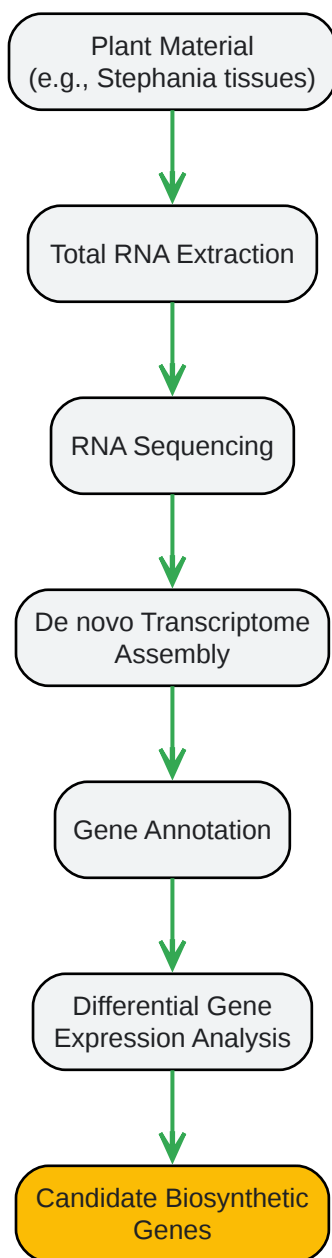 Plant Material
(e.g., Stephania tissues)
Total RNA Extraction
RNA Sequencing
De novo Transcriptome
Assembly
Gene Annotation
Differential Gene
Expression Analysis
Candidate Biosynthetic
Genes